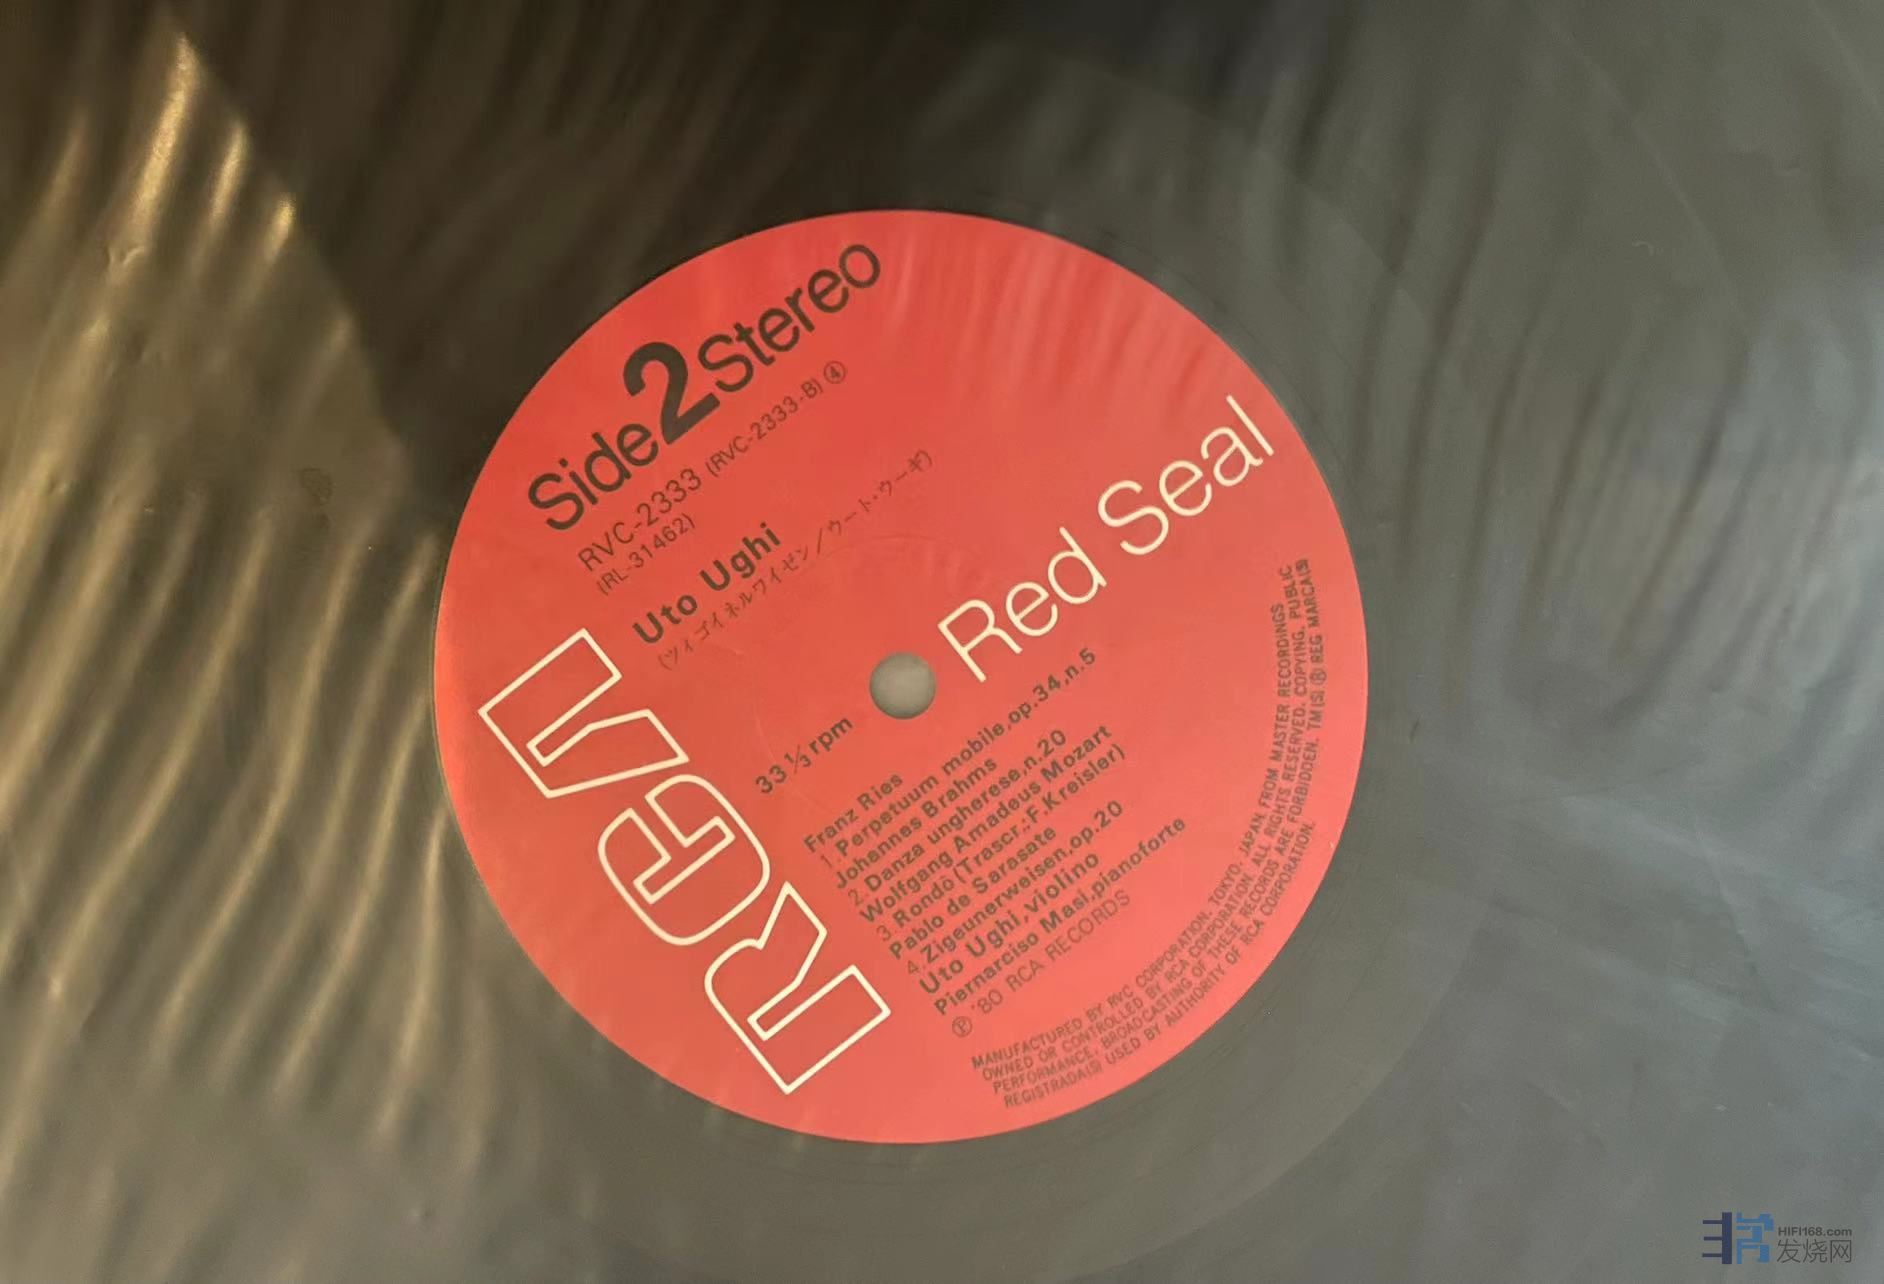 Side 2 Stereo
RVC-2333 (RVC-2333-B) ④
(RL-31462)
Uto Ughi
(ツィゴイネルワイゼン/ウート・ウーギ)
RCA
Red Seal
33⅓ rpm
Franz Ries
1. Perpetuum mobile, op.34, n.5
Johannes Brahms
2. Danza ungherese, n.20
Wolfgang Amadeus Mozart
3. Rondò (Trascr.: F. Kreisler)
Pablo de Sarasate
4. Zigeunerweisen, op.20
Uto Ughi, violino
Piernarciso Masi, pianoforte
Ⓟ '80 RCA RECORDS
MANUFACTURED BY RVC CORPORATION, TOKYO, JAPAN, FROM MASTER RECORDINGS
OWNED OR CONTROLLED BY RCA CORPORATION. ALL RIGHTS RESERVED. COPYING, PUBLIC
PERFORMANCE, BROADCASTING OF THESE RECORDS ARE FORBIDDEN. TM(S) ® REG MARCA(S)
REGISTRADA(S) USED BY AUTHORITY OF RCA CORPORATION.
非常
HIFI168.com
发烧网